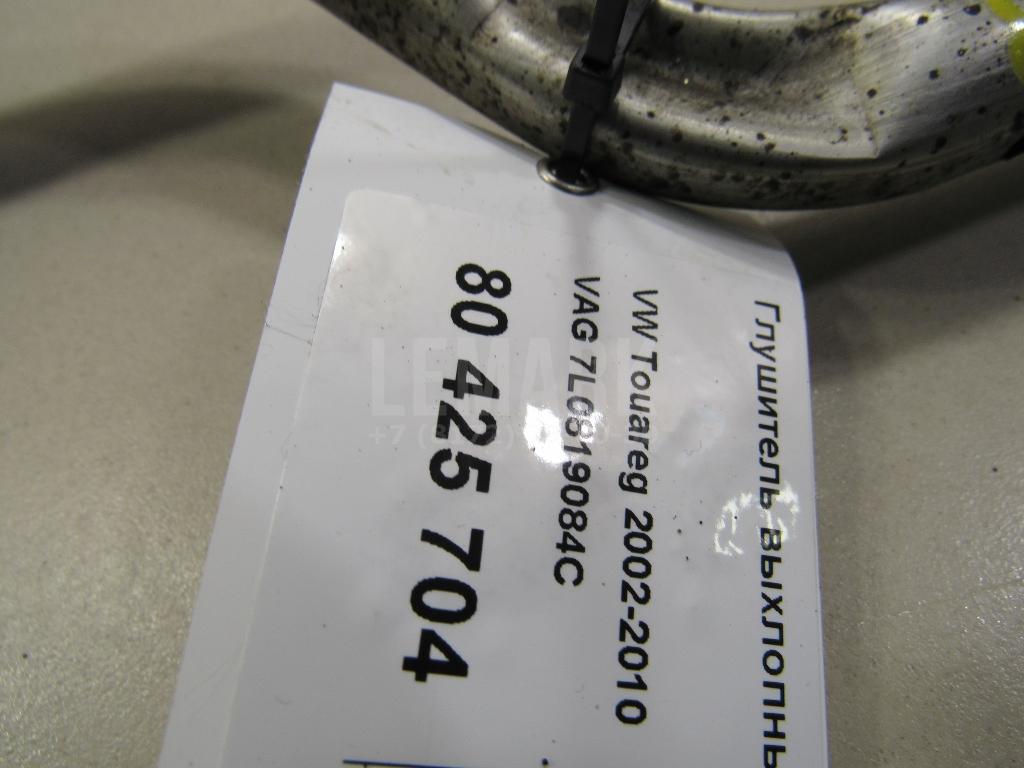 Глушитель выхлопны
VW Touareg 2002-2010
VAG 7L0819084C
80 425 704